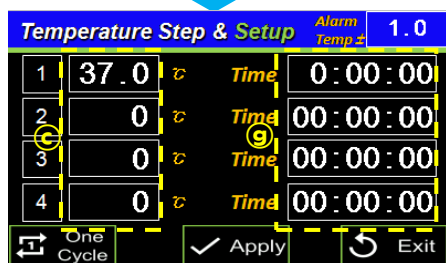 Temperature Step & Setup Alarm Temp± 1.0
1 37.0 ℃ Time 0:00:00
2 0 ℃ Time 00:00:00
ⓒ ⓖ
3 0 ℃ Time 00:00:00
4 0 ℃ Time 00:00:00
1 One Cycle Apply Exit